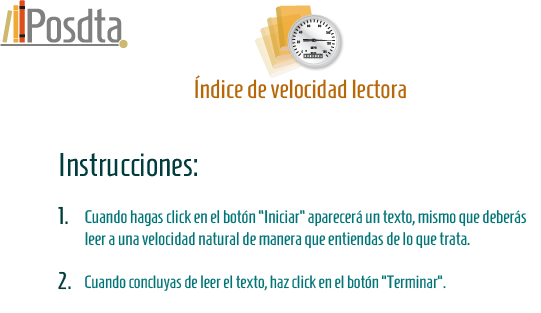 Posdta.
Índice de velocidad lectora
Instrucciones:
1. Cuando hagas click en el botón "Iniciar" aparecerá un texto, mismo que deberás
leer a una velocidad natural de manera que entiendas de lo que trata.
2. Cuando concluyas de leer el texto, haz click en el botón "Terminar".